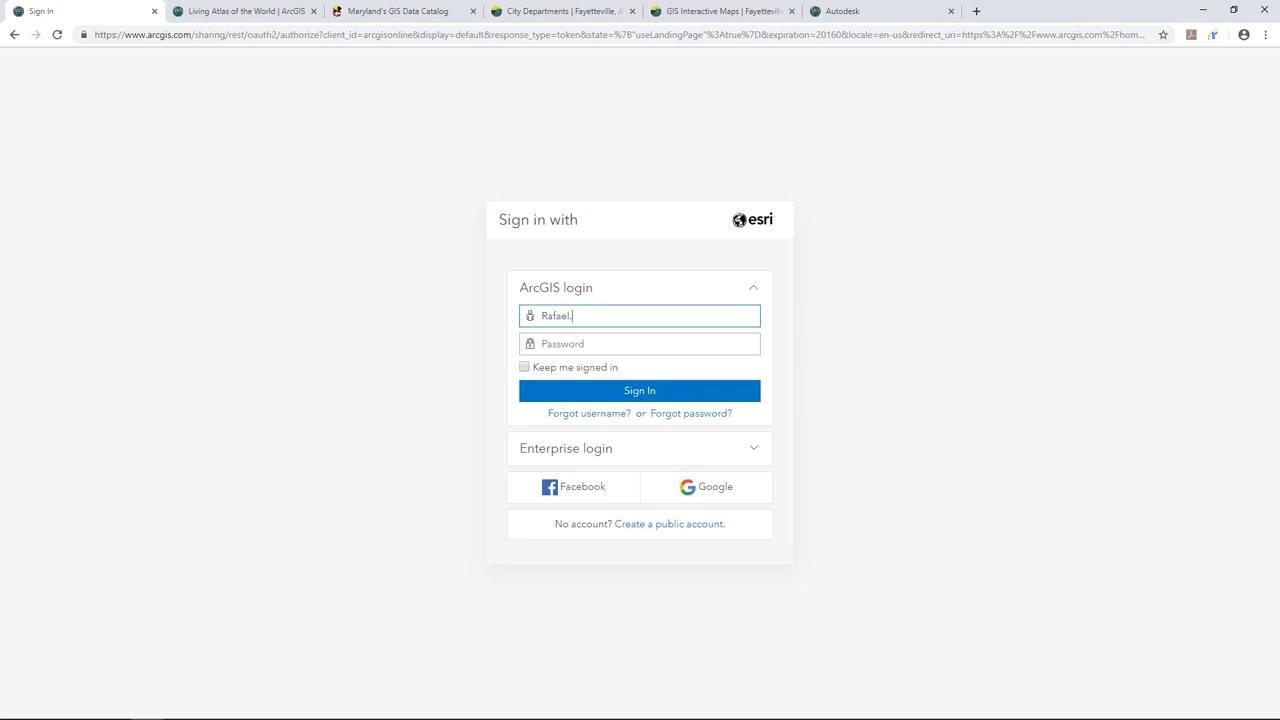 Sign In
Living Atlas of the World | ArcGIS
Maryland's GIS Data Catalog
City Departments | Fayetteville, A
GIS Interactive Maps | Fayettevill
Autodesk
https://www.arcgis.com/sharing/rest/oauth2/authorize?client_id=arcgisonline&display=default&response_type=token&state=%7B"useLandingPage"%3Atrue%7D&expiration=20160&locale=en-us&redirect_uri=https%3A%2F%2Fwww.arcgis.com%2Fhom...
Sign in with
esri
ArcGIS login
Rafael.
Password
Keep me signed in
Sign In
Forgot username? or Forgot password?
Enterprise login
Facebook
Google
No account? Create a public account.